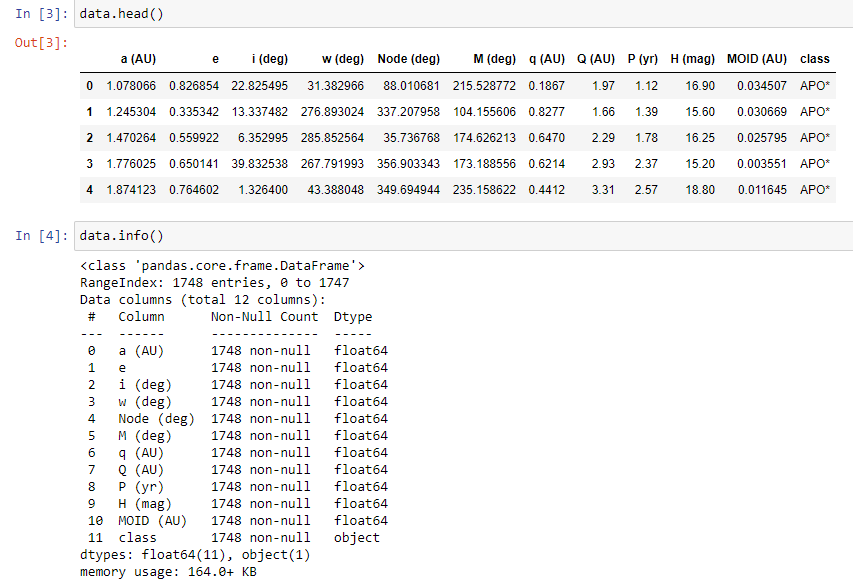 In [3]: data.head()
Out[3]:
a (AU) e i (deg) w (deg) Node (deg) M (deg) q (AU) Q (AU) P (yr) H (mag) MOID (AU) class
0 1.078066 0.826854 22.825495 31.382966 88.010681 215.528772 0.1867 1.97 1.12 16.90 0.034507 APO*
1 1.245304 0.335342 13.337482 276.893024 337.207958 104.155606 0.8277 1.66 1.39 15.60 0.030669 APO*
2 1.470264 0.559922 6.352995 285.852564 35.736768 174.626213 0.6470 2.29 1.78 16.25 0.025795 APO*
3 1.776025 0.650141 39.832538 267.791993 356.903343 173.188556 0.6214 2.93 2.37 15.20 0.003551 APO*
4 1.874123 0.764602 1.326400 43.388048 349.694944 235.158622 0.4412 3.31 2.57 18.80 0.011645 APO*
In [4]: data.info()
<class 'pandas.core.frame.DataFrame'>
RangeIndex: 1748 entries, 0 to 1747
Data columns (total 12 columns):
 #   Column      Non-Null Count  Dtype
---  ------      --------------  -----
 0   a (AU)      1748 non-null   float64
 1   e           1748 non-null   float64
 2   i (deg)     1748 non-null   float64
 3   w (deg)     1748 non-null   float64
 4   Node (deg)  1748 non-null   float64
 5   M (deg)     1748 non-null   float64
 6   q (AU)      1748 non-null   float64
 7   Q (AU)      1748 non-null   float64
 8   P (yr)      1748 non-null   float64
 9   H (mag)     1748 non-null   float64
 10  MOID (AU)   1748 non-null   float64
 11  class       1748 non-null   object
dtypes: float64(11), object(1)
memory usage: 164.0+ KB